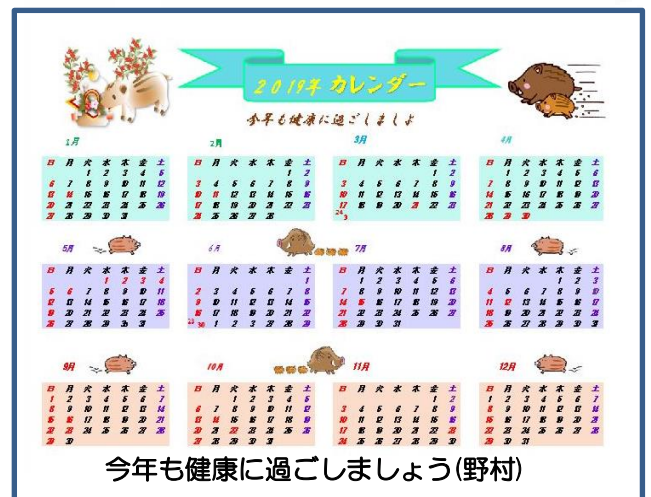 2019年 カレンダー
今年も健康に過ごしましよ
1月
日 月 火 水 木 金 土
1 2 3 4 5
6 7 8 9 10 11 12
13 14 15 16 17 18 19
20 21 22 23 24 25 26
27 28 29 30 31
2月
日 月 火 水 木 金 土
1 2
3 4 5 6 7 8 9
10 11 12 13 14 15 16
17 18 19 20 21 22 23
24 25 26 27 28
3月
日 月 火 水 木 金 土
1 2
3 4 5 6 7 8 9
10 11 12 13 14 15 16
17 18 19 20 21 22 23
4月
日 月 火 水 木 金 土
1 2 3 4 5 6
7 8 9 10 11 12 13
14 15 16 17 18 19 20
21 22 23 24 25 26 27
28 29 30
5月
日 月 火 水 木 金 土
1 2 3 4
5 6 7 8 9 10 11
12 13 14 15 16 17 18
19 20 21 22 23 24 25
26 27 28 29 30 31
6月
日 月 火 水 木 金 土
1
2 3 4 5 6 7 8
9 10 11 12 13 14 15
16 17 18 19 20 21 22
7月
日 月 火 水 木 金 土
1 2 3 4 5 6
7 8 9 10 11 12 13
14 15 16 17 18 19 20
21 22 23 24 25 26 27
28 29 30 31
8月
日 月 火 水 木 金 土
1 2 3
4 5 6 7 8 9 10
11 12 13 14 15 16 17
18 19 20 21 22 23 24
25 26 27 28 29 30 31
9月
日 月 火 水 木 金 土
1 2 3 4 5 6 7
8 9 10 11 12 13 14
15 16 17 18 19 20 21
22 23 24 25 26 27 28
29 30
10月
日 月 火 水 木 金 土
1 2 3 4 5
6 7 8 9 10 11 12
13 14 15 16 17 18 19
20 21 22 23 24 25 26
27 28 29 30 31
11月
日 月 火 水 木 金 土
1 2
3 4 5 6 7 8 9
10 11 12 13 14 15 16
17 18 19 20 21 22 23
24 25 26 27 28 29 30
12月
日 月 火 水 木 金 土
1 2 3 4 5 6 7
8 9 10 11 12 13 14
15 16 17 18 19 20 21
22 23 24 25 26 27 28
29 30 31
今年も健康に過ごしましょう(野村)